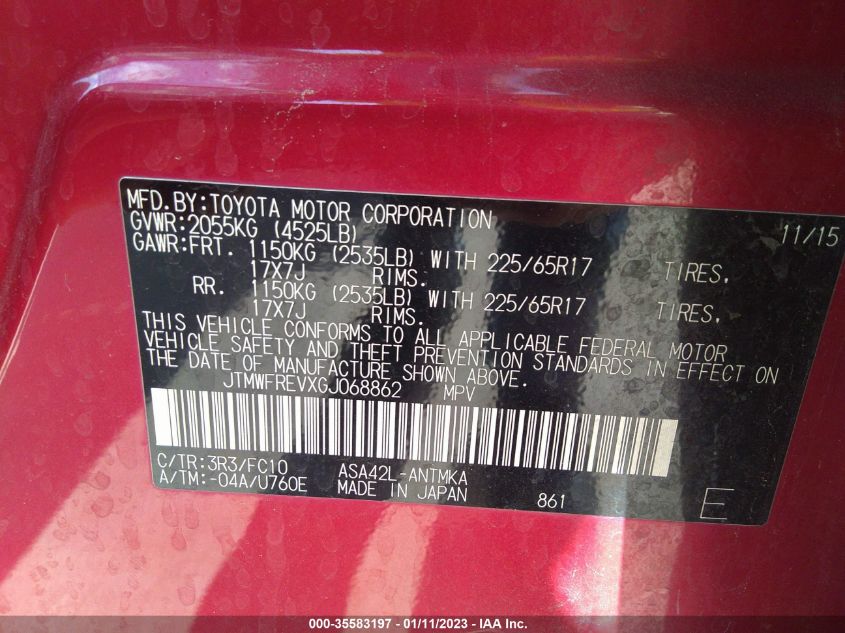 MFD.BY:TOYOTA MOTOR CORPORATION 11/15
GVWR:2055KG (4525LB)
GAWR:FRT. 1150KG (2535LB) WITH 225/65R17 TIRES,
17X7J RIMS.
RR. 1150KG (2535LB) WITH 225/65R17 TIRES,
17X7J RIMS.
THIS VEHICLE CONFORMS TO ALL APPLICABLE FEDERAL MOTOR
VEHICLE SAFETY AND THEFT PREVENTION STANDARDS IN EFFECT ON
THE DATE OF MANUFACTURE SHOWN ABOVE.
JTMWFREVXGJ068862 MPV
C/TR:3R3/FC10 ASA42L-ANTMKA
A/TM:-04A/U760E MADE IN JAPAN 861 E
000-35583197 - 01/11/2023 - IAA Inc.